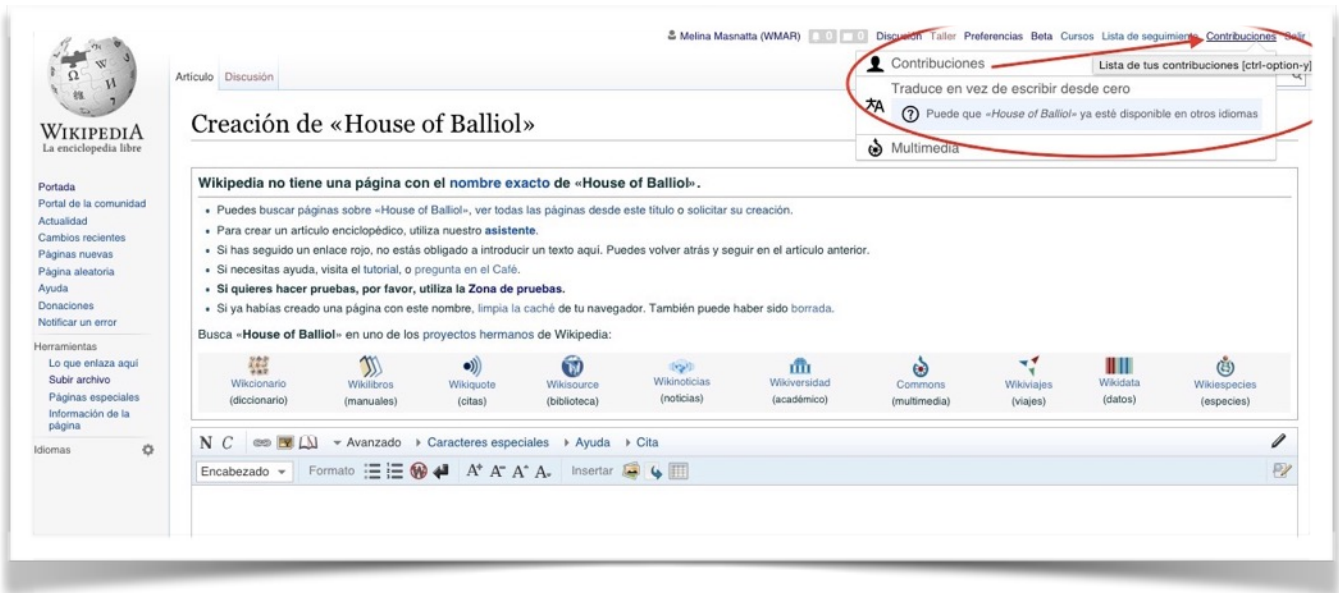 Melina Masnatta (WMAR) 0 0 Discusión Taller Preferencias Beta Cursos Lista de seguimiento Contribuciones Salir
Contribuciones
Lista de tus contribuciones [ctrl-option-y]
Traduce en vez de escribir desde cero
Puede que «House of Balliol» ya esté disponible en otros idiomas
Multimedia
WIKIPEDIA
La enciclopedia libre
Portada
Portal de la comunidad
Actualidad
Cambios recientes
Páginas nuevas
Página aleatoria
Ayuda
Donaciones
Notificar un error
Herramientas
Lo que enlaza aquí
Subir archivo
Páginas especiales
Información de la
página
Idiomas
Artículo Discusión
Creación de «House of Balliol»
Wikipedia no tiene una página con el nombre exacto de «House of Balliol».
• Puedes buscar páginas sobre «House of Balliol», ver todas las páginas desde este título o solicitar su creación.
• Para crear un artículo enciclopédico, utiliza nuestro asistente.
• Si has seguido un enlace rojo, no estás obligado a introducir un texto aquí. Puedes volver atrás y seguir en el artículo anterior.
• Si necesitas ayuda, visita el tutorial, o pregunta en el Café.
• Si quieres hacer pruebas, por favor, utiliza la Zona de pruebas.
• Si ya habías creado una página con este nombre, limpia la caché de tu navegador. También puede haber sido borrada.
Busca «House of Balliol» en uno de los proyectos hermanos de Wikipedia:
Wikcionario Wikilibros Wikiquote Wikisource Wikinoticias Wikiversidad Commons Wikiviajes Wikidata Wikiespecies
(diccionario) (manuales) (citas) (biblioteca) (noticias) (académico) (multimedia) (viajes) (datos) (especies)
N C Avanzado Caracteres especiales Ayuda Cita
Encabezado Formato A⁺ A⁻ A˄ A˅ Insertar